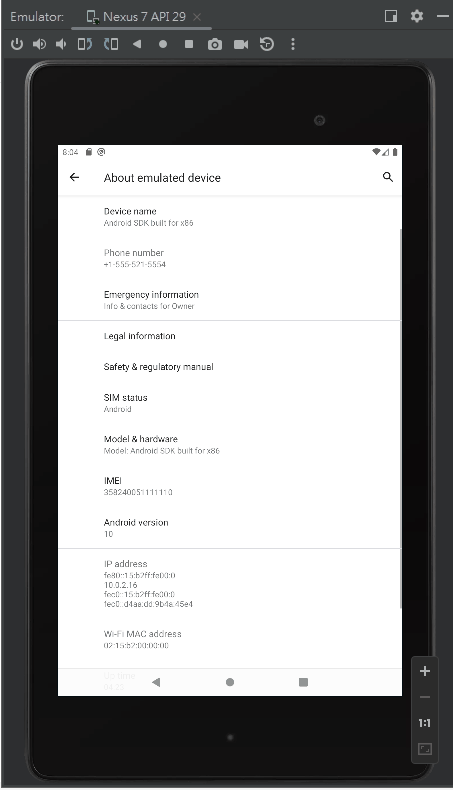 Emulator: Nexus 7 API 29
8:04
About emulated device
Device name
Android SDK built for x86
Phone number
+1-555-521-5554
Emergency information
Info & contacts for Owner
Legal information
Safety & regulatory manual
SIM status
Android
Model & hardware
Model: Android SDK built for x86
IMEI
358240051111110
Android version
10
IP address
fe80::15:b2ff:fe00:0
10.0.2.16
fec0::15:b2ff:fe00:0
fec0::d4aa:dd:9b4a:45e4
Wi-Fi MAC address
02:15:b2:00:00:00
1:1